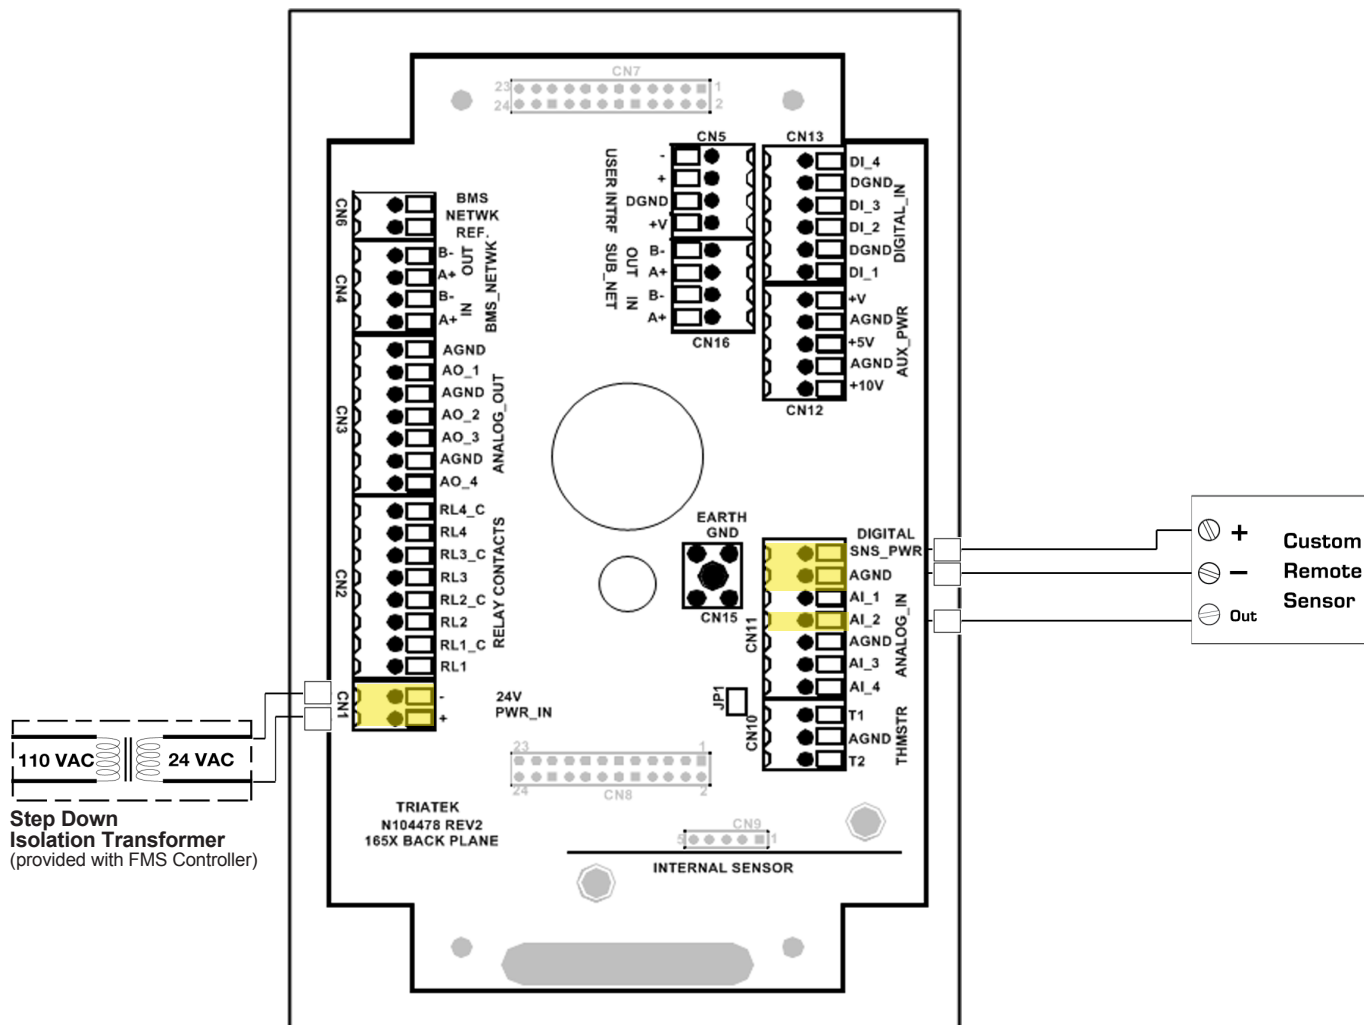 CN7
23
1
24
2
CN5
-
+
DGND
+V
USER INTRF
B-
A+
B-
A+
OUT
IN
SUB_NET
CN16
CN13
DI_4
DGND
DI_3
DI_2
DGND
DI_1
DIGITAL_IN
+V
AGND
+5V
AGND
+10V
AUX_PWR
CN12
CN6
BMS
NETWK
REF.
CN4
B-
A+
B-
A+
OUT
IN
BMS_NETWK
CN3
AGND
AO_1
AGND
AO_2
AO_3
AGND
AO_4
ANALOG_OUT
CN2
RL4_C
RL4
RL3_C
RL3
RL2_C
RL2
RL1_C
RL1
RELAY CONTACTS
CN1
-
+
24V
PWR_IN
EARTH
GND
CN15
DIGITAL
SNS_PWR
AGND
AI_1
AI_2
AGND
AI_3
AI_4
CN11
ANALOG_IN
JP1
CN10
T1
AGND
T2
THMSTR
+
-
Out
Custom
Remote
Sensor
110 VAC
24 VAC
Step Down
Isolation Transformer
(provided with FMS Controller)
23
1
24
2
CN8
TRIATEK
N104478 REV2
165X BACK PLANE
CN9
5
1
INTERNAL SENSOR